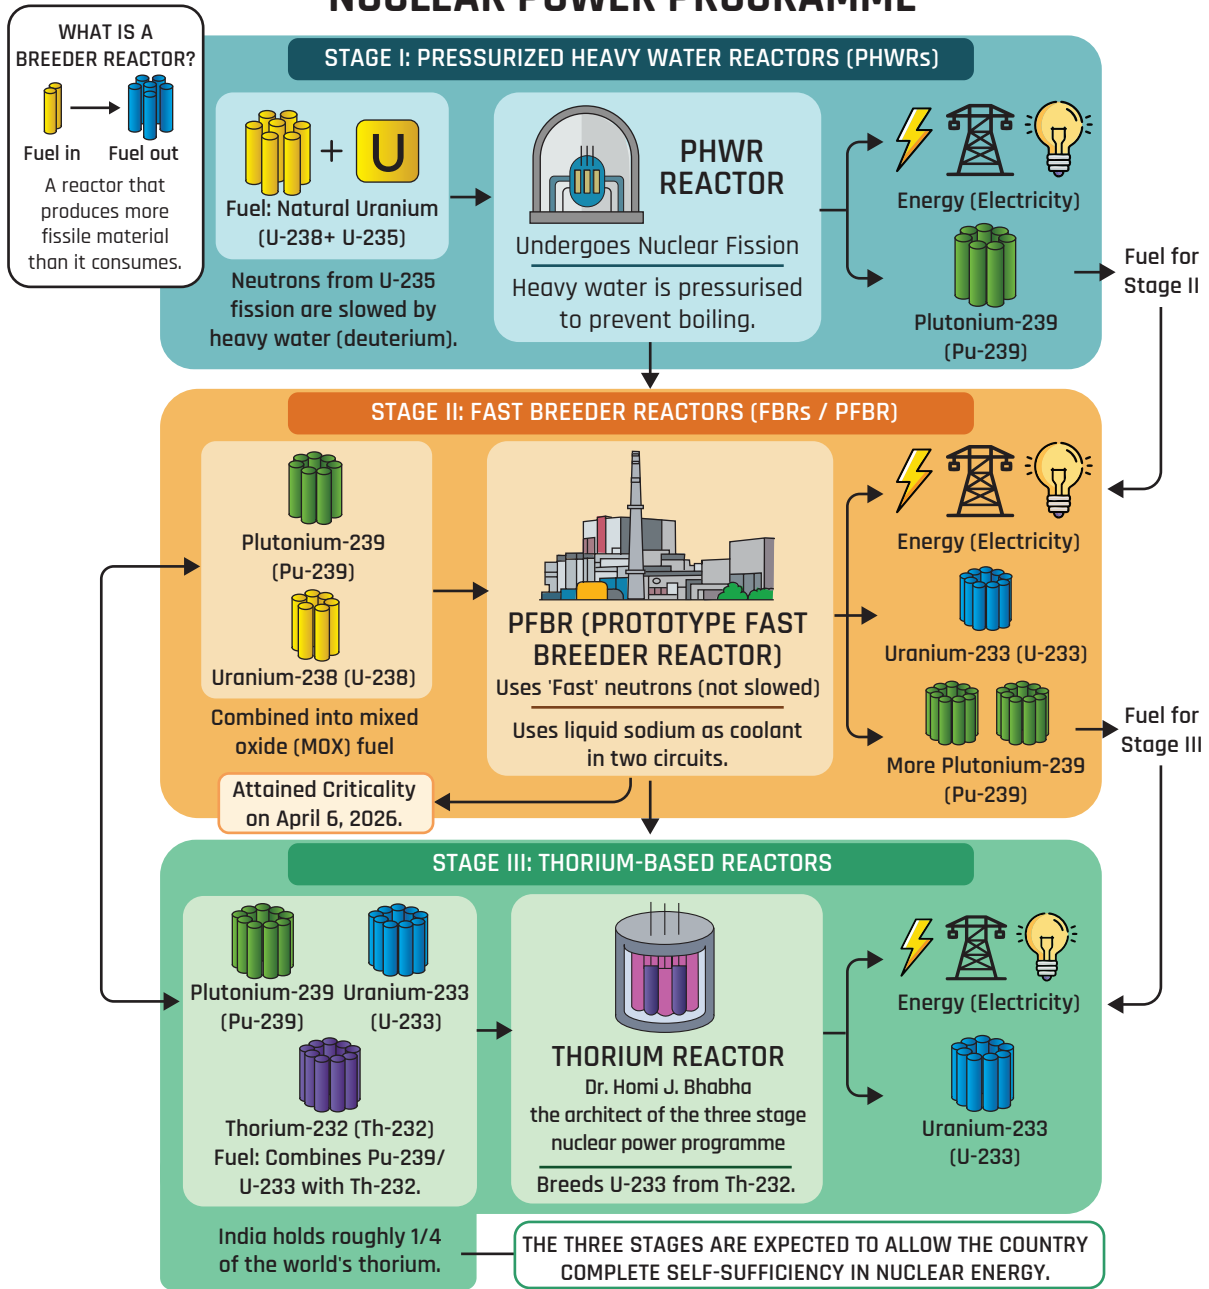 NUCLEAR POWER PROGRAMME
WHAT IS A
BREEDER REACTOR?
Fuel in
Fuel out
A reactor that
produces more
fissile material
than it consumes.
STAGE I: PRESSURIZED HEAVY WATER REACTORS (PHWRs)
+
U
Fuel: Natural Uranium
(U-238+ U-235)
Neutrons from U-235
fission are slowed by
heavy water (deuterium).
PHWR
REACTOR
Undergoes Nuclear Fission
Heavy water is pressurised
to prevent boiling.
Energy (Electricity)
Plutonium-239
(Pu-239)
Fuel for
Stage II
STAGE II: FAST BREEDER REACTORS (FBRs / PFBR)
Plutonium-239
(Pu-239)
Uranium-238 (U-238)
Combined into mixed
oxide (MOX) fuel
PFBR (PROTOTYPE FAST
BREEDER REACTOR)
Uses 'Fast' neutrons (not slowed)
Uses liquid sodium as coolant
in two circuits.
Attained Criticality
on April 6, 2026.
Energy (Electricity)
Uranium-233 (U-233)
More Plutonium-239
(Pu-239)
Fuel for
Stage III
STAGE III: THORIUM-BASED REACTORS
Plutonium-239
(Pu-239)
Uranium-233
(U-233)
Thorium-232 (Th-232)
Fuel: Combines Pu-239/
U-233 with Th-232.
THORIUM REACTOR
Dr. Homi J. Bhabha
the architect of the three stage
nuclear power programme
Breeds U-233 from Th-232.
Energy (Electricity)
Uranium-233
(U-233)
India holds roughly 1/4
of the world's thorium.
THE THREE STAGES ARE EXPECTED TO ALLOW THE COUNTRY
COMPLETE SELF-SUFFICIENCY IN NUCLEAR ENERGY.